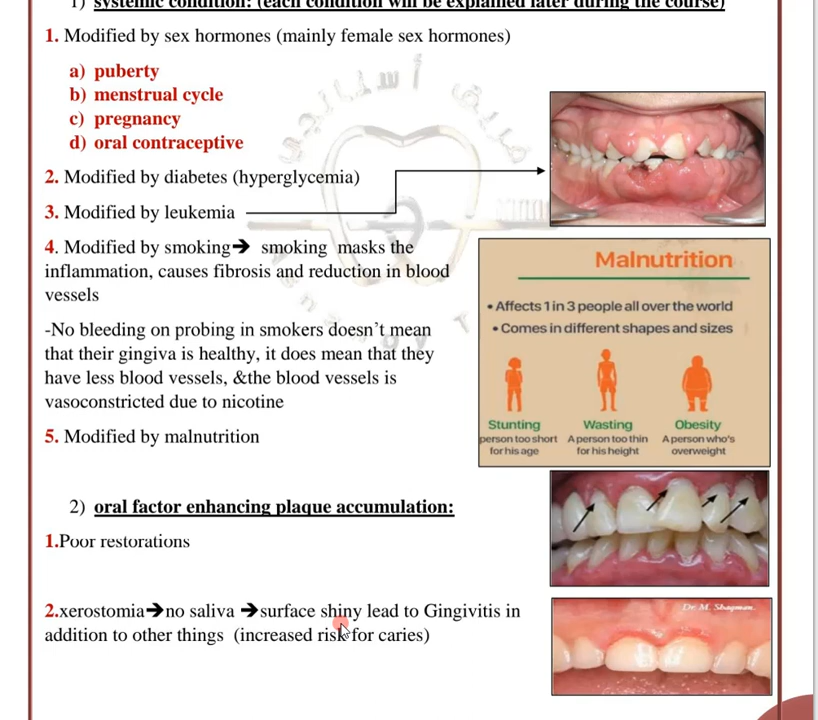 1) systemic condition: (each condition will be explained later during the course)
1. Modified by sex hormones (mainly female sex hormones)
a) puberty
b) menstrual cycle
c) pregnancy
d) oral contraceptive
2. Modified by diabetes (hyperglycemia)
3. Modified by leukemia
4. Modified by smoking➔ smoking masks the
inflammation, causes fibrosis and reduction in blood
vessels
-No bleeding on probing in smokers doesn’t mean
that their gingiva is healthy, it does mean that they
have less blood vessels, &the blood vessels is
vasoconstricted due to nicotine
5. Modified by malnutrition
Malnutrition
• Affects 1 in 3 people all over the world
• Comes in different shapes and sizes
Stunting
person too short
for his age
Wasting
A person too thin
for his height
Obesity
A person who's
overweight
2) oral factor enhancing plaque accumulation:
1.Poor restorations
2.xerostomia➔no saliva ➔surface shiny lead to Gingivitis in
addition to other things (increased risk for caries)
Dr M. Shapman.